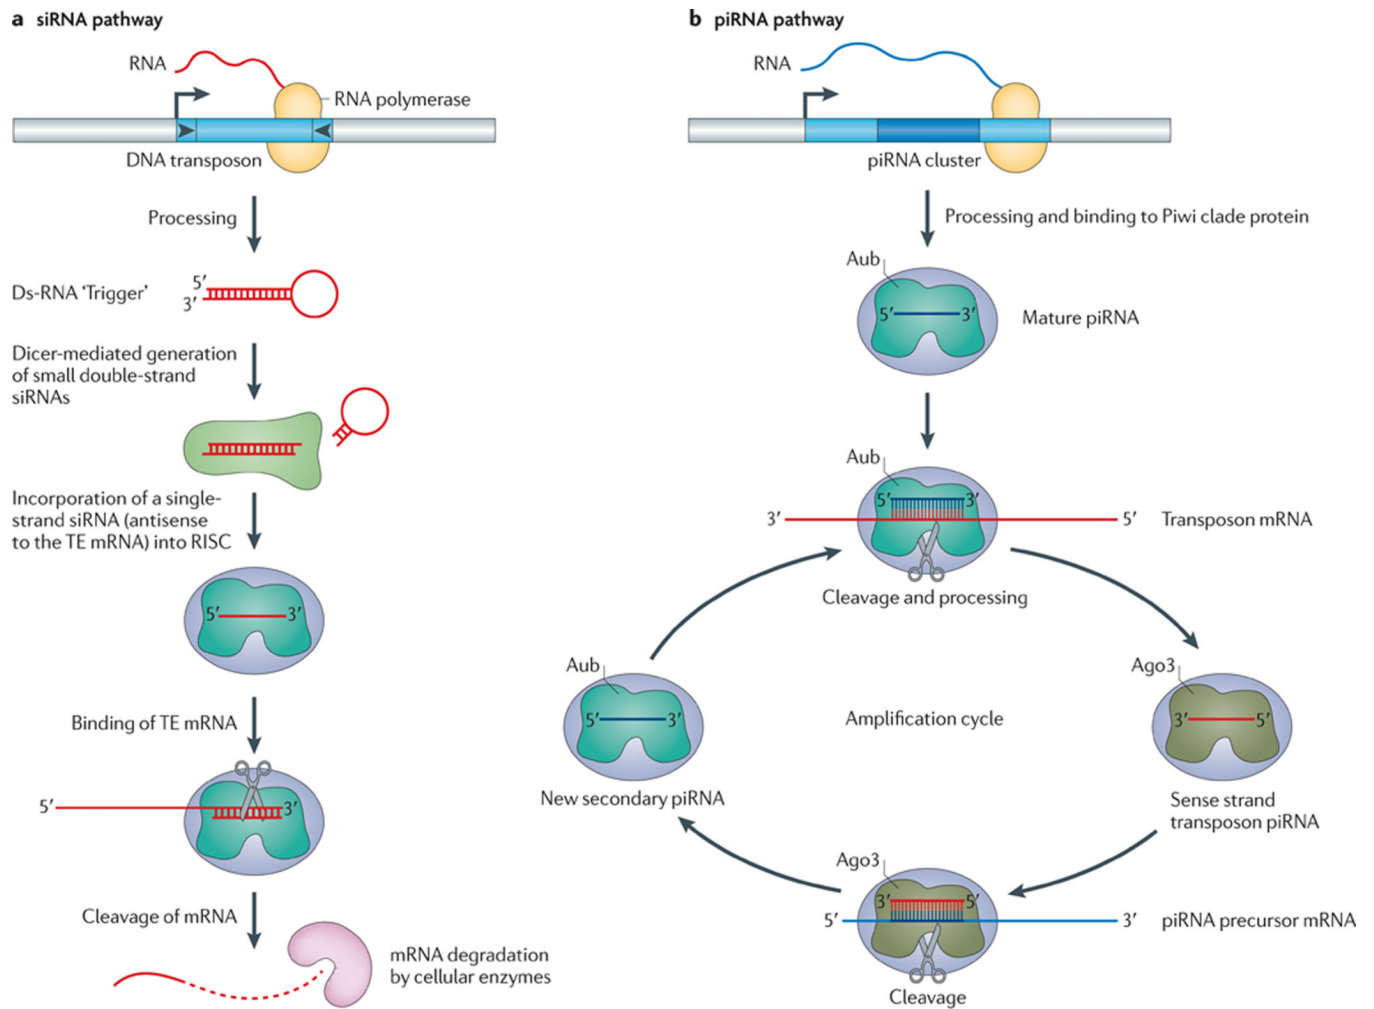 a siRNA pathway
RNA
RNA polymerase
DNA transposon
Processing
5′
3′
Ds-RNA ‘Trigger’
Dicer-mediated generation
of small double-strand
siRNAs
Incorporation of a single-
strand siRNA (antisense
to the TE mRNA) into RISC
5′ 3′
Binding of TE mRNA
5′ 3′
Cleavage of mRNA
mRNA degradation
by cellular enzymes
b piRNA pathway
RNA
piRNA cluster
Processing and binding to Piwi clade protein
Aub
5′ 3′
Mature piRNA
Aub
5′ 3′
3′ 5′ Transposon mRNA
Cleavage and processing
Ago3
3′ 5′
Sense strand
transposon piRNA
Amplification cycle
Aub
5′ 3′
New secondary piRNA
Ago3
3′ 5′
5′ 3′ piRNA precursor mRNA
Cleavage